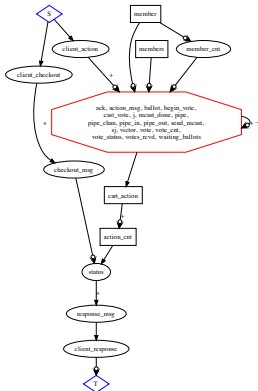 S
member
client_action
members
member_cnt
client_checkout
+
ack, action_msg, ballot, begin_vote,
cast_vote, j, mcast_done, pipe,
pipe_chan, pipe_in, pipe_out, send_mcast,
sj, victor, vote, vote_cnt,
vote_status, votes_rcvd, waiting_ballots
+
+ -
checkout_msg
cart_action
+
action_cnt
status
+
response_msg
client_response
T